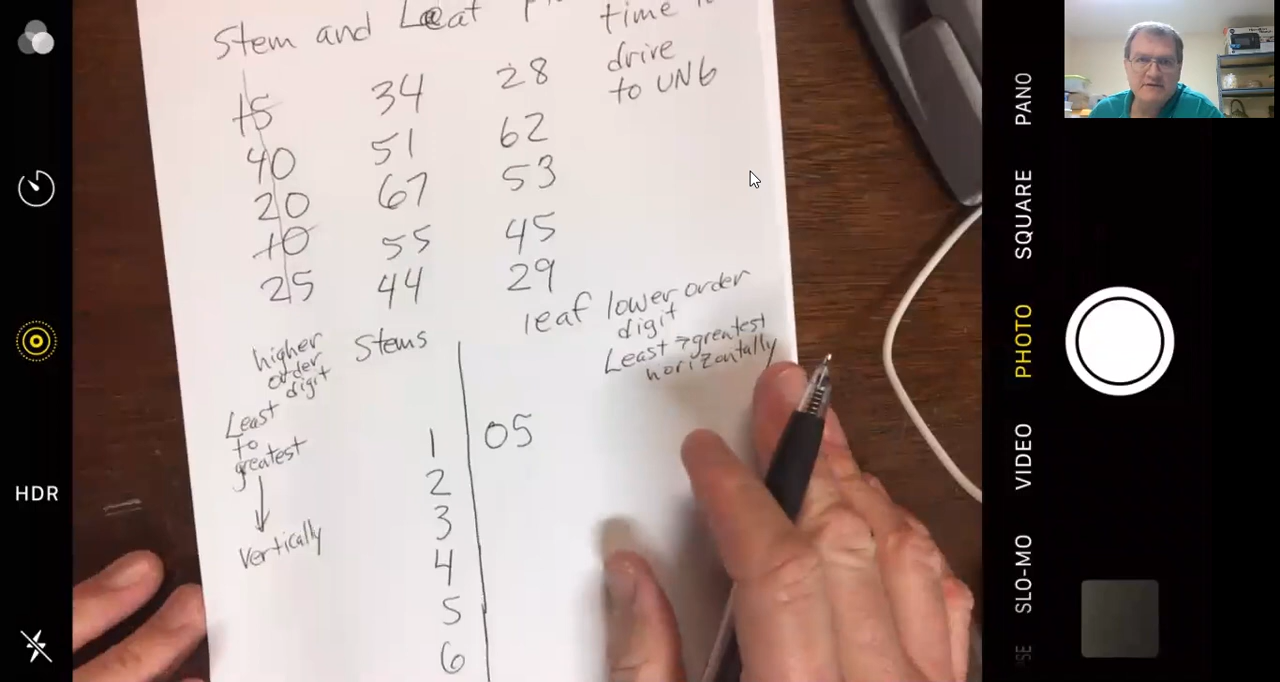 Stem and Leaf
time
drive
to UNG
15 34 28
40 51 62
20 67 53
10 55 45
25 44 29
higher
order
digit
Stems
leaf lower order
digit
Least → greatest
horizontally
Least
to
greatest
↓
Vertically
1 05
2
3
4
5
6
HDR
PANO
SQUARE
PHOTO
VIDEO
SLO-MO